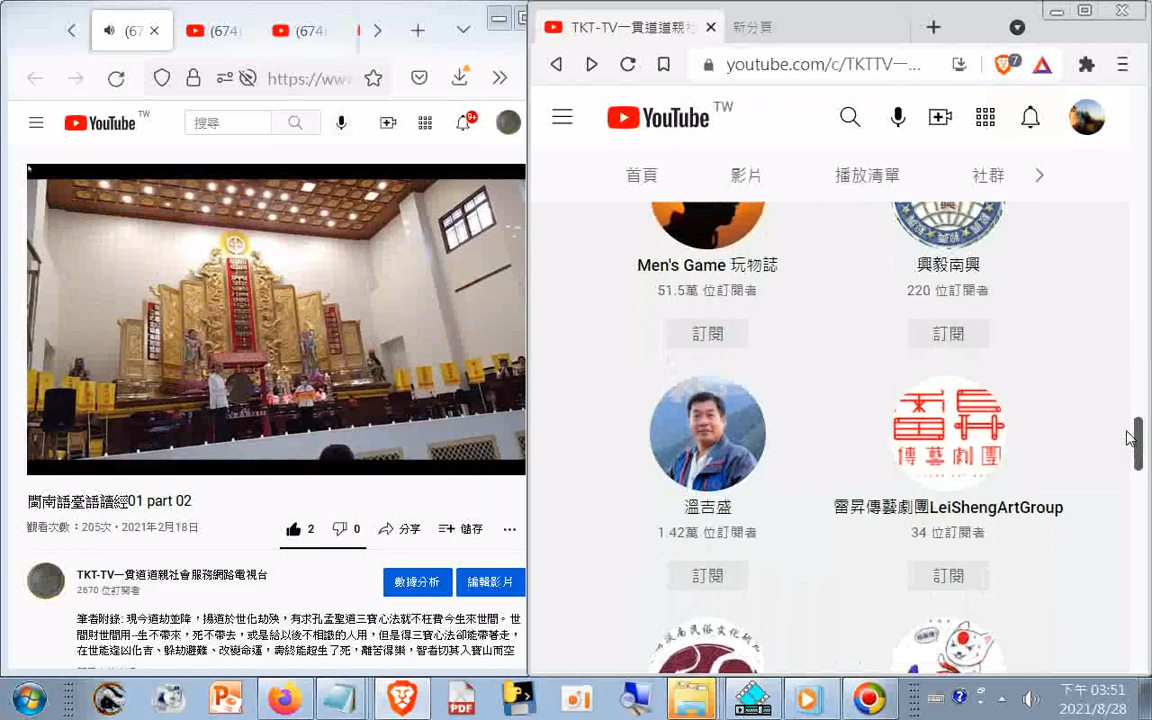 (67
(674)
(674
https://www
YouTube TW
搜尋
9+
閩南語臺語讀經01 part 02
觀看次數：205次・2021年2月18日
2
0
分享
儲存
TKT-TV一貫道道親社會服務網路電視台
2670 位訂閱者
數據分析
編輯影片
筆者附錄: 現今道劫並降，揚道於世化劫殃，有求孔孟聖道三寶心法就不枉費今生來世間。世
間財世間用─生不帶來，死不帶去，或是給以後不相識的人用，但是得三寶心法卻能帶著走，
在世能逢凶化吉、躲劫避難、改變命運，壽終能超生了死，離苦得樂，智者切莫入寶山而空
TKT-TV一貫道道親社
新分頁
youtube.com/c/TKTTV一...
7
YouTube TW
首頁
影片
播放清單
社群
Men's Game 玩物誌
51.5萬 位訂閱者
訂閱
興毅南興
220 位訂閱者
訂閱
溫吉盛
1.42萬 位訂閱者
訂閱
雷昇
傳藝劇團
雷昇傳藝劇團LeiShengArtGroup
34 位訂閱者
訂閱
PDF
下午 03:51
2021/8/28